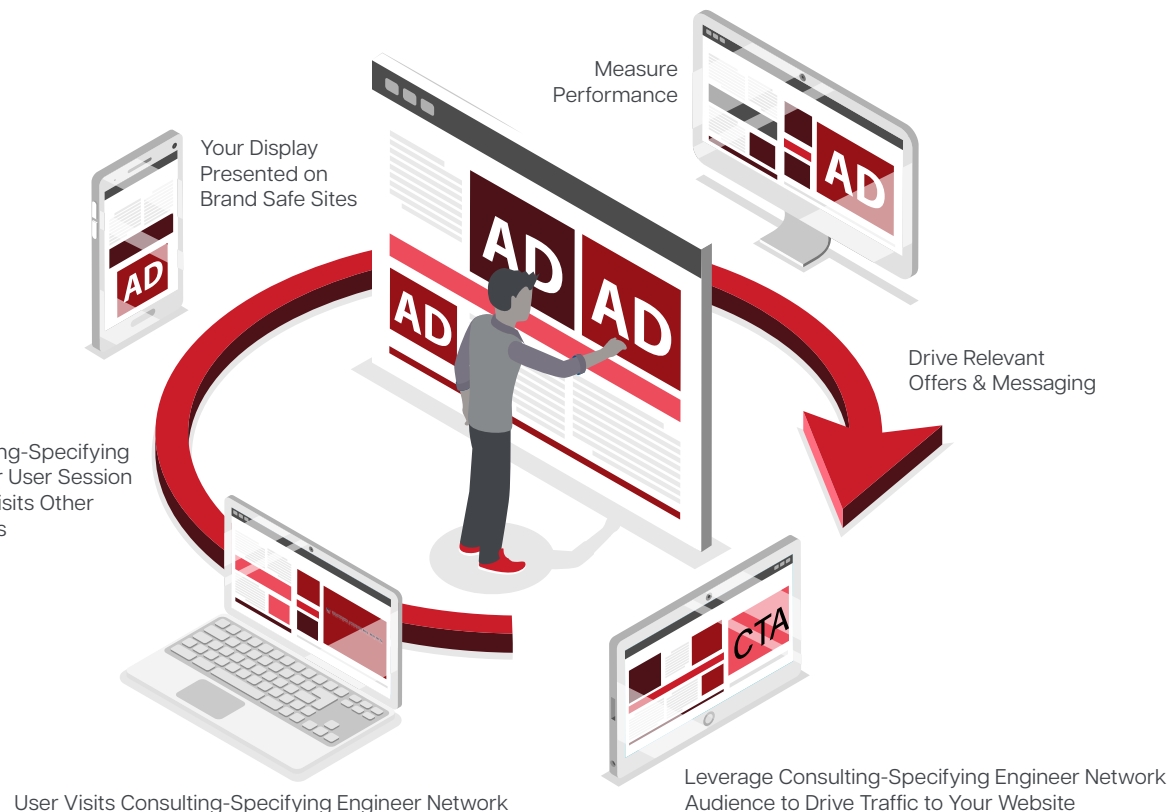 Measure
Performance
Your Display
Presented on
Brand Safe Sites
AD
AD
AD
AD
AD
Drive Relevant
Offers & Messaging
ng-Specifying
User Session
isits Other
s
CTA
User Visits Consulting-Specifying Engineer Network
Leverage Consulting-Specifying Engineer Network
Audience to Drive Traffic to Your Website